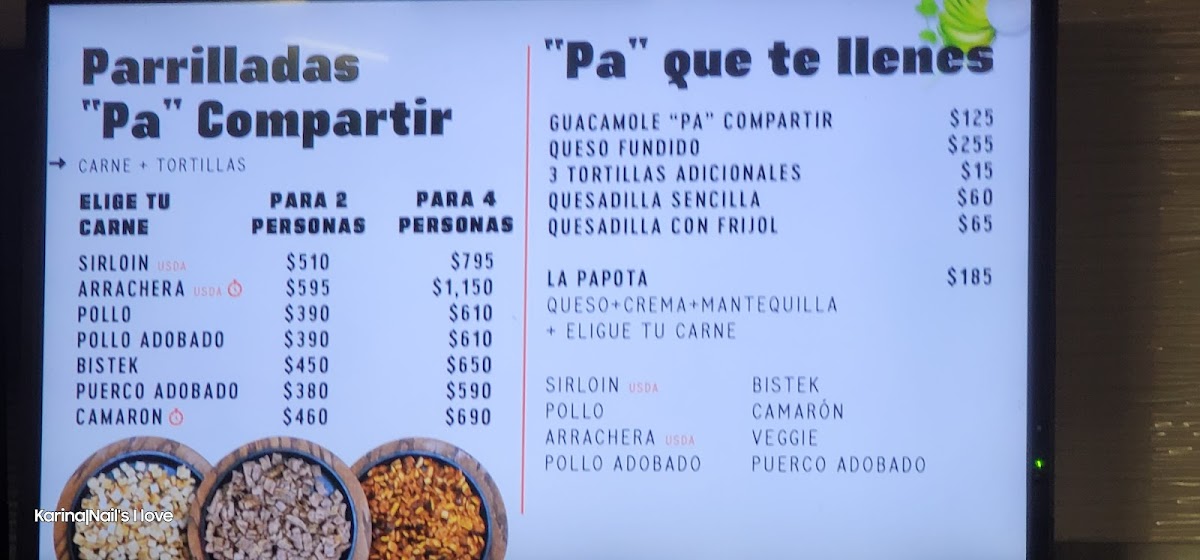 Parrilladas
"Pa" Compartir
→ CARNE + TORTILLAS
ELIGE TU CARNE PARA 2 PERSONAS PARA 4 PERSONAS
SIRLOIN USDA $510 $795
ARRACHERA USDA $595 $1,150
POLLO $390 $610
POLLO ADOBADO $390 $610
BISTEK $450 $650
PUERCO ADOBADO $380 $590
CAMARON $460 $690
"Pa" que te llenes
GUACAMOLE "PA" COMPARTIR $125
QUESO FUNDIDO $255
3 TORTILLAS ADICIONALES $15
QUESADILLA SENCILLA $60
QUESADILLA CON FRIJOL $65
LA PAPOTA $185
QUESO+CREMA+MANTEQUILLA
+ ELIGUE TU CARNE
SIRLOIN USDA BISTEK
POLLO CAMARÓN
ARRACHERA USDA VEGGIE
POLLO ADOBADO PUERCO ADOBADO
Karina|Nail's I love